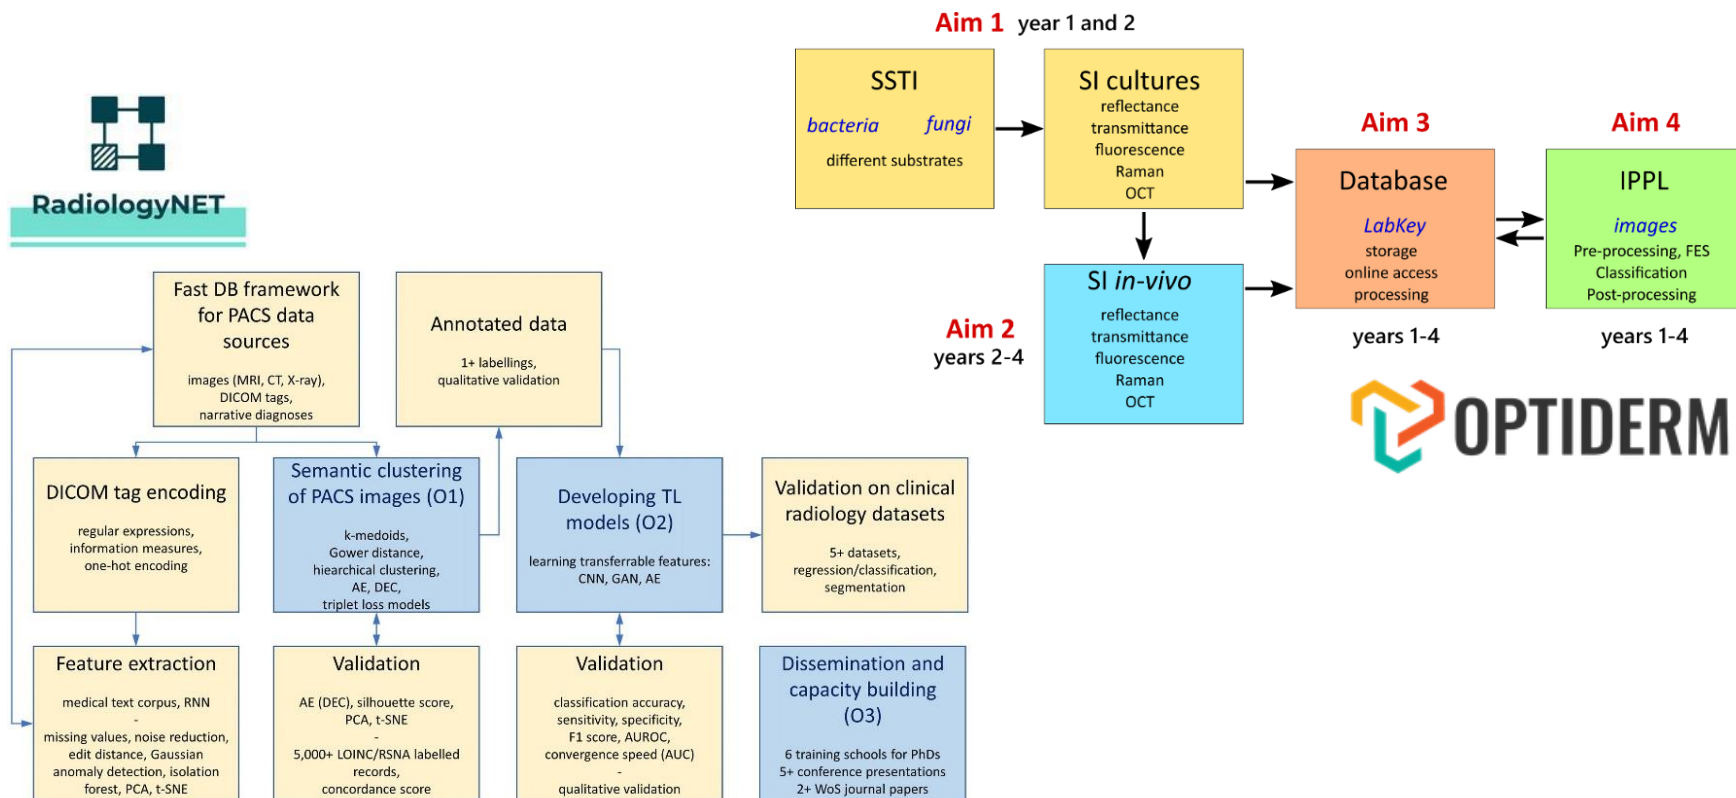 RadiologyNET
Fast DB framework
for PACS data
sources
images (MRI, CT, X-ray),
DICOM tags,
narrative diagnoses
Annotated data
1+ labellings,
qualitative validation
DICOM tag encoding
regular expressions,
information measures,
one-hot encoding
Semantic clustering
of PACS images (O1)
k-medoids,
Gower distance,
hiearchical clustering,
AE, DEC,
triplet loss models
Developing TL
models (O2)
learning transferrable features:
CNN, GAN, AE
Validation on clinical
radiology datasets
5+ datasets,
regression/classification,
segmentation
Feature extraction
medical text corpus, RNN
-
missing values, noise reduction,
edit distance, Gaussian
anomaly detection, isolation
forest, PCA, t-SNE
Validation
AE (DEC), silhouette score,
PCA, t-SNE
-
5,000+ LOINC/RSNA labelled
records,
concordance score
Validation
classification accuracy,
sensitivity, specificity,
F1 score, AUROC,
convergence speed (AUC)
-
qualitative validation
Dissemination and
capacity building
(O3)
6 training schools for PhDs
5+ conference presentations
2+ WoS journal papers
Aim 1 year 1 and 2
SSTI
bacteria fungi
different substrates
SI cultures
reflectance
transmittance
fluorescence
Raman
OCT
Aim 2
years 2-4
SI in-vivo
reflectance
transmittance
fluorescence
Raman
OCT
Aim 3
Database
LabKey
storage
online access
processing
years 1-4
Aim 4
IPPL
images
Pre-processing, FES
Classification
Post-processing
years 1-4
OPTIDERM